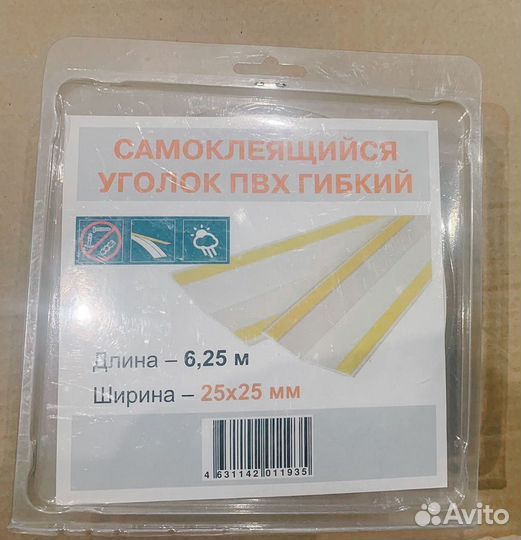 САМОКЛЕЯЩИЙСЯ
УГОЛОК ПВХ ГИБКИЙ
Длина – 6,25 м
Ширина – 25х25 мм
4 631142 011935
Avito